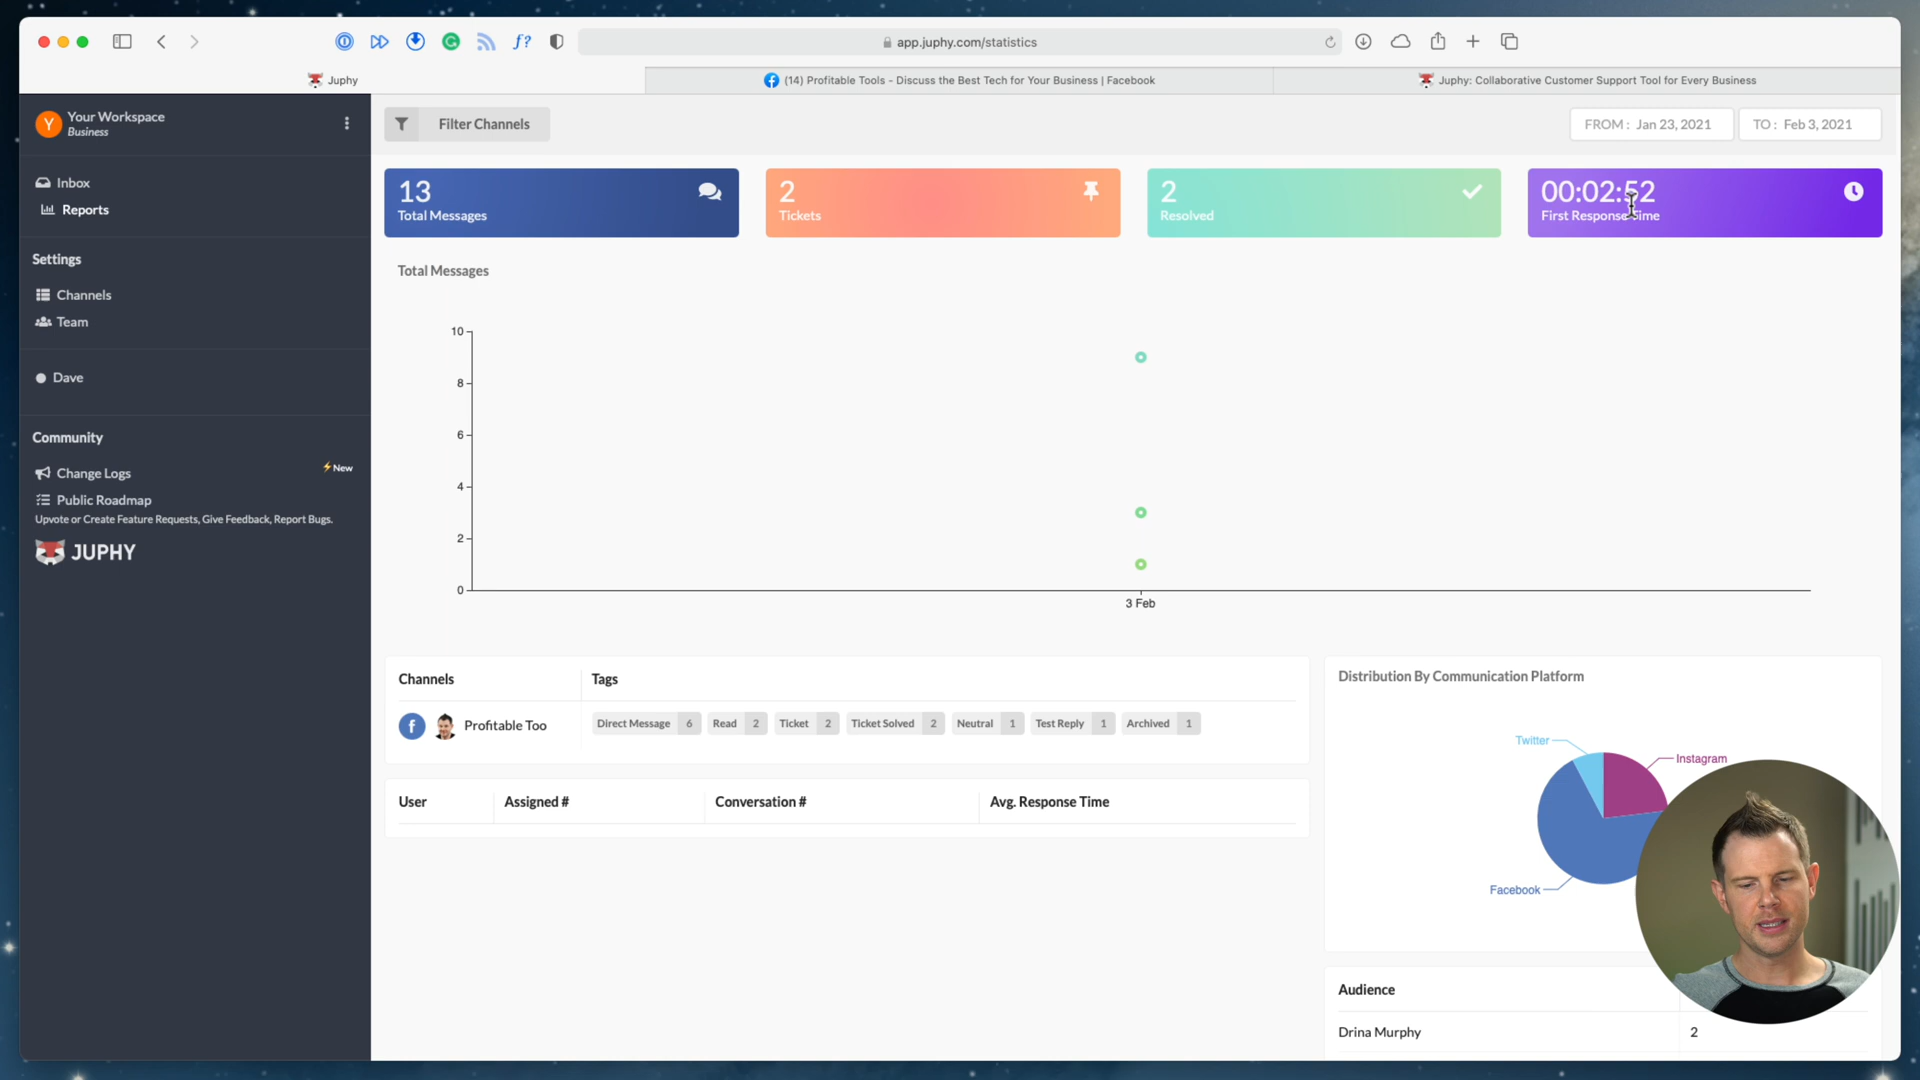 app.juphy.com/statistics
Juphy
(14) Profitable Tools - Discuss the Best Tech for Your Business | Facebook
Juphy: Collaborative Customer Support Tool for Every Business
Y
Your Workspace
Business
Inbox
Reports
Settings
Channels
Team
Dave
Community
Change Logs
⚡New
Public Roadmap
Upvote or Create Feature Requests, Give Feedback, Report Bugs.
JUPHY
Filter Channels
FROM : Jan 23, 2021
TO : Feb 3, 2021
13
Total Messages
2
Tickets
2
Resolved
00:02:52
First Response Time
Total Messages
10
8
6
4
2
0
3 Feb
Channels
Tags
Profitable Too
Direct Message 6
Read 2
Ticket 2
Ticket Solved 2
Neutral 1
Test Reply 1
Archived 1
User
Assigned #
Conversation #
Avg. Response Time
Distribution By Communication Platform
Twitter
Instagram
Facebook
Audience
Drina Murphy
2